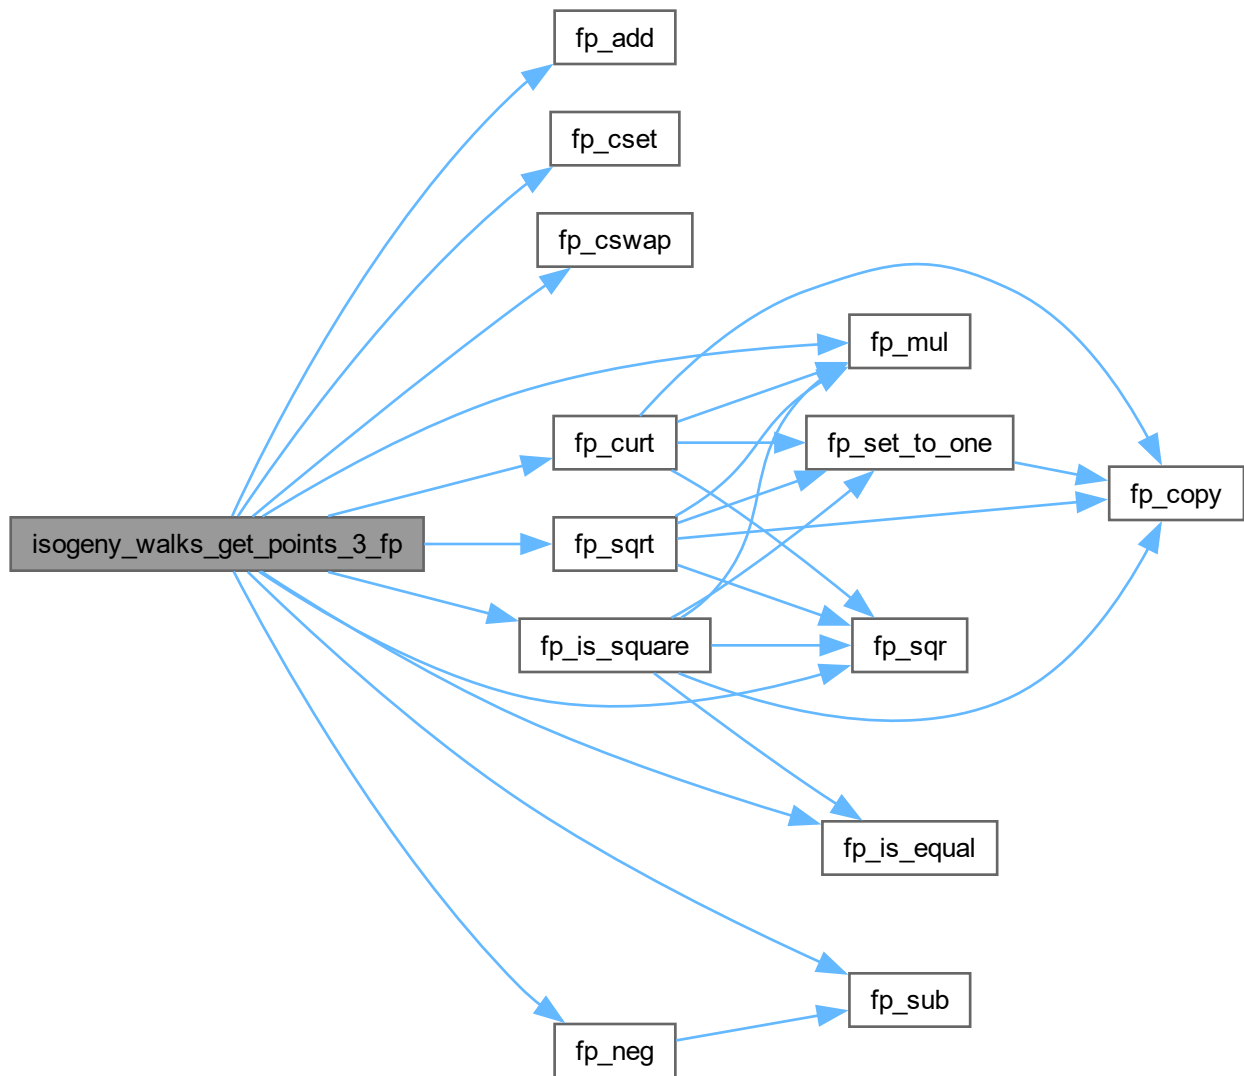 fp_add
fp_cset
fp_cswap
fp_mul
fp_curt
fp_set_to_one
fp_copy
isogeny_walks_get_points_3_fp
fp_sqrt
fp_is_square
fp_sqr
fp_is_equal
fp_sub
fp_neg